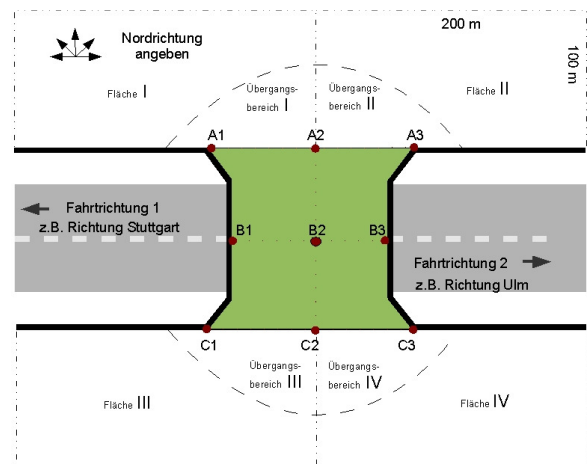 Nordrichtung
angeben
200 m
100 m
Fläche I
Übergangs-
bereich I
Übergangs-
bereich II
Fläche II
A1
A2
A3
Fahrtrichtung 1
z.B. Richtung Stuttgart
B1
B2
B3
Fahrtrichtung 2
z.B. Richtung Ulm
C1
C2
C3
Übergangs-
bereich III
Übergangs-
bereich IV
Fläche III
Fläche IV